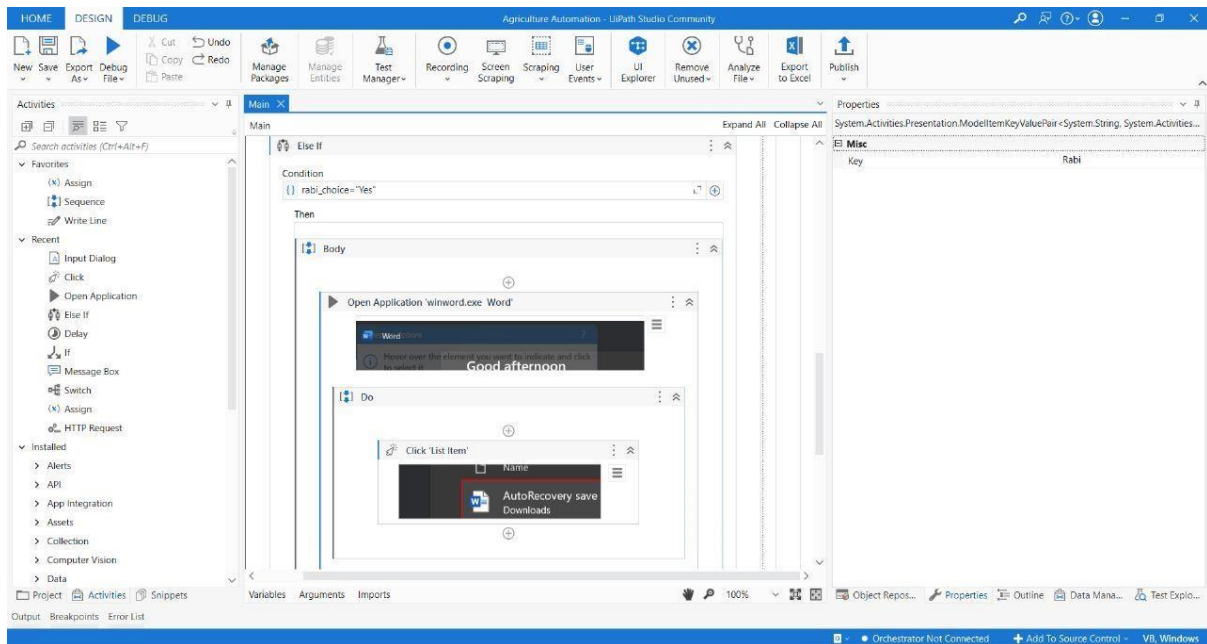 HOME DESIGN DEBUG
Agriculture Automation - UiPath Studio Community
New Save Export As Debug File
Cut Copy Paste
Undo Redo
Manage Packages
Manage Entities
Test Manager
Recording
Screen Scraping
Scraping
User Events
UI Explorer
Remove Unused
Analyze File
Export to Excel
Publish
Activities
Search activities (Ctrl+Alt+F)
Favorites
Assign
Sequence
Write Line
Recent
Input Dialog
Click
Open Application
Else If
Delay
If
Message Box
Switch
Assign
HTTP Request
Installed
Alerts
API
App Integration
Assets
Collection
Computer Vision
Data
Project Activities Snippets
Main
Main
Expand All Collapse All
Else If
Condition
rabi_choice="Yes"
Then
Body
Open Application 'winword.exe Word'
Word
Hover over the element you want to indicate and click
to select it
Good afternoon
Do
Click 'List Item'
Name
AutoRecovery save
Downloads
Variables Arguments Imports
100%
Properties
System.Activities.Presentation.ModelItemKeyValuePair<System.String, System.Activities...
Misc
Key Rabi
Object Repos... Properties Outline Data Mana... Test Explo...
Output Breakpoints Error List
Orchestrator Not Connected Add To Source Control VB, Windows